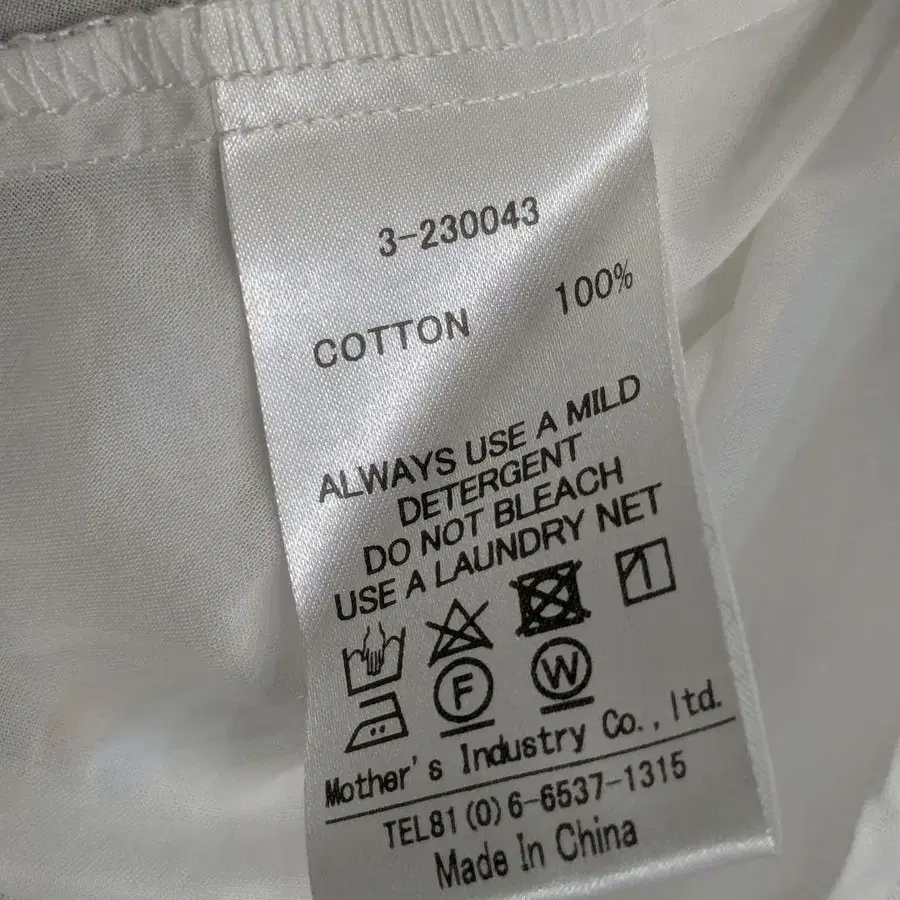 3-230043
COTTON 100%
ALWAYS USE A MILD
DETERGENT
DO NOT BLEACH
USE A LAUNDRY NET
F W
Mother's Industry Co., ltd.
TEL81(0)6-6537-1315
Made In China